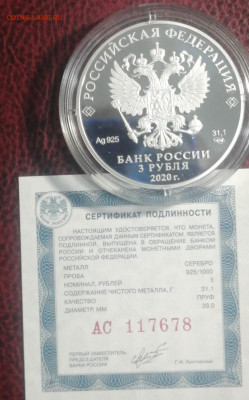 РОССИЙСКАЯ ФЕДЕРАЦИЯ
Ag 925
31,1
БАНК РОССИИ
3 РУБЛЯ
2020 г.
СЕРТИФИКАТ ПОДЛИННОСТИ
НАСТОЯЩИМ УДОСТОВЕРЯЕТСЯ, ЧТО МОНЕТА,
СОПРОВОЖДАЕМАЯ ДАННЫМ СЕРТИФИКАТОМ, ЯВЛЯЕТСЯ
ПОДЛИННОЙ, ВЫПУЩЕНА В ОБРАЩЕНИЕ БАНКОМ
РОССИИ И ОТЧЕКАНЕНА МОНЕТНЫМИ ДВОРАМИ
РОССИЙСКОЙ ФЕДЕРАЦИИ.
МЕТАЛЛ СЕРЕБРО
ПРОБА 925/1000
НОМИНАЛ, РУБЛЕЙ 3
СОДЕРЖАНИЕ ЧИСТОГО МЕТАЛЛА, Г 31,1
КАЧЕСТВО ПРУФ
ДИАМЕТР, ММ 39,0
АС 117678
ПЕРВЫЙ ЗАМЕСТИТЕЛЬ
ПРЕДСЕДАТЕЛЯ
БАНКА РОССИИ